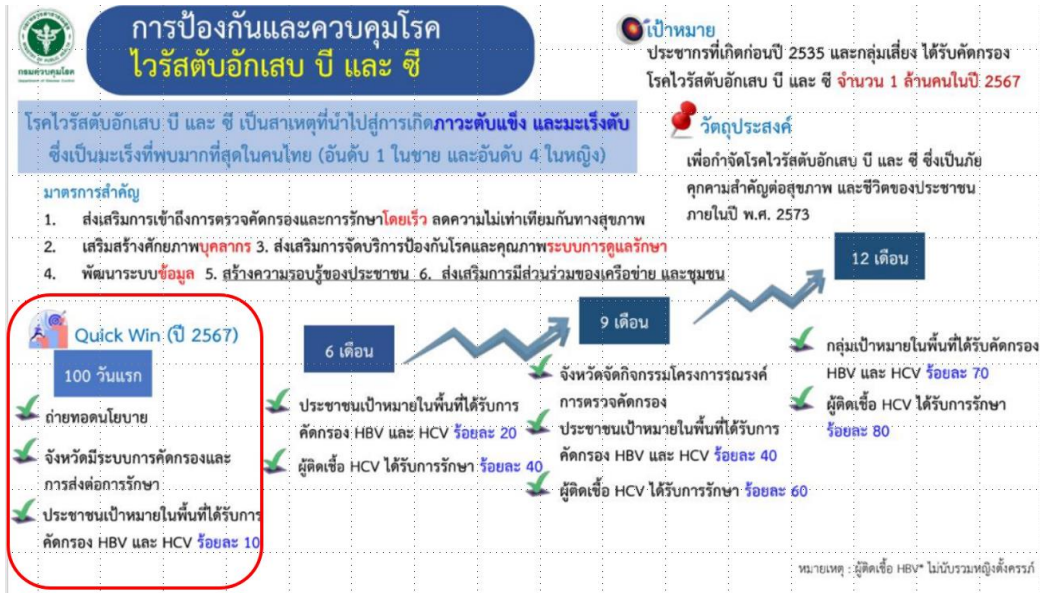 กรมควบคุมโรค
Department of Disease Control
การป้องกันและควบคุมโรค
ไวรัสตับอักเสบ บี และ ซี
เป้าหมาย
ประชากรที่เกิดก่อนปี 2535 และกลุ่มเสี่ยง ได้รับคัดกรอง
โรคไวรัสตับอักเสบ บี และ ซี จำนวน 1 ล้านคนในปี 2567
โรคไวรัสตับอักเสบ บี และ ซี เป็นสาเหตุที่นำไปสู่การเกิดภาวะตับแข็ง และมะเร็งตับ
ซึ่งเป็นมะเร็งที่พบมากที่สุดในคนไทย (อันดับ 1 ในชาย และอันดับ 4 ในหญิง)
วัตถุประสงค์
เพื่อกำจัดโรคไวรัสตับอักเสบ บี และ ซี ซึ่งเป็นภัย
คุกคามสำคัญต่อสุขภาพ และชีวิตของประชาชน
ภายในปี พ.ศ. 2573
มาตรการสำคัญ
1. ส่งเสริมการเข้าถึงการตรวจคัดกรองและการรักษาโดยเร็ว ลดความไม่เท่าเทียมกันทางสุขภาพ
2. เสริมสร้างศักยภาพบุคลากร 3. ส่งเสริมการจัดบริการป้องกันโรคและคุณภาพระบบการดูแลรักษา
4. พัฒนาระบบข้อมูล 5. สร้างความรอบรู้ของประชาชน 6. ส่งเสริมการมีส่วนร่วมของเครือข่าย และชุมชน
Quick Win (ปี 2567)
100 วันแรก
ถ่ายทอดนโยบาย
จังหวัดมีระบบการคัดกรองและ
การส่งต่อการรักษา
ประชาชนเป้าหมายในพื้นที่ได้รับการ
คัดกรอง HBV และ HCV ร้อยละ 10
6 เดือน
ประชาชนเป้าหมายในพื้นที่ได้รับการ
คัดกรอง HBV และ HCV ร้อยละ 20
ผู้ติดเชื้อ HCV ได้รับการรักษา ร้อยละ 40
9 เดือน
จังหวัดจัดกิจกรรมโครงการรณรงค์
การตรวจคัดกรอง
ประชาชนเป้าหมายในพื้นที่ได้รับการ
คัดกรอง HBV และ HCV ร้อยละ 40
ผู้ติดเชื้อ HCV ได้รับการรักษา ร้อยละ 60
12 เดือน
กลุ่มเป้าหมายในพื้นที่ได้รับคัดกรอง
HBV และ HCV ร้อยละ 70
ผู้ติดเชื้อ HCV ได้รับการรักษา
ร้อยละ 80
หมายเหตุ : ผู้ติดเชื้อ HBV* ไม่นับรวมหญิงตั้งครรภ์